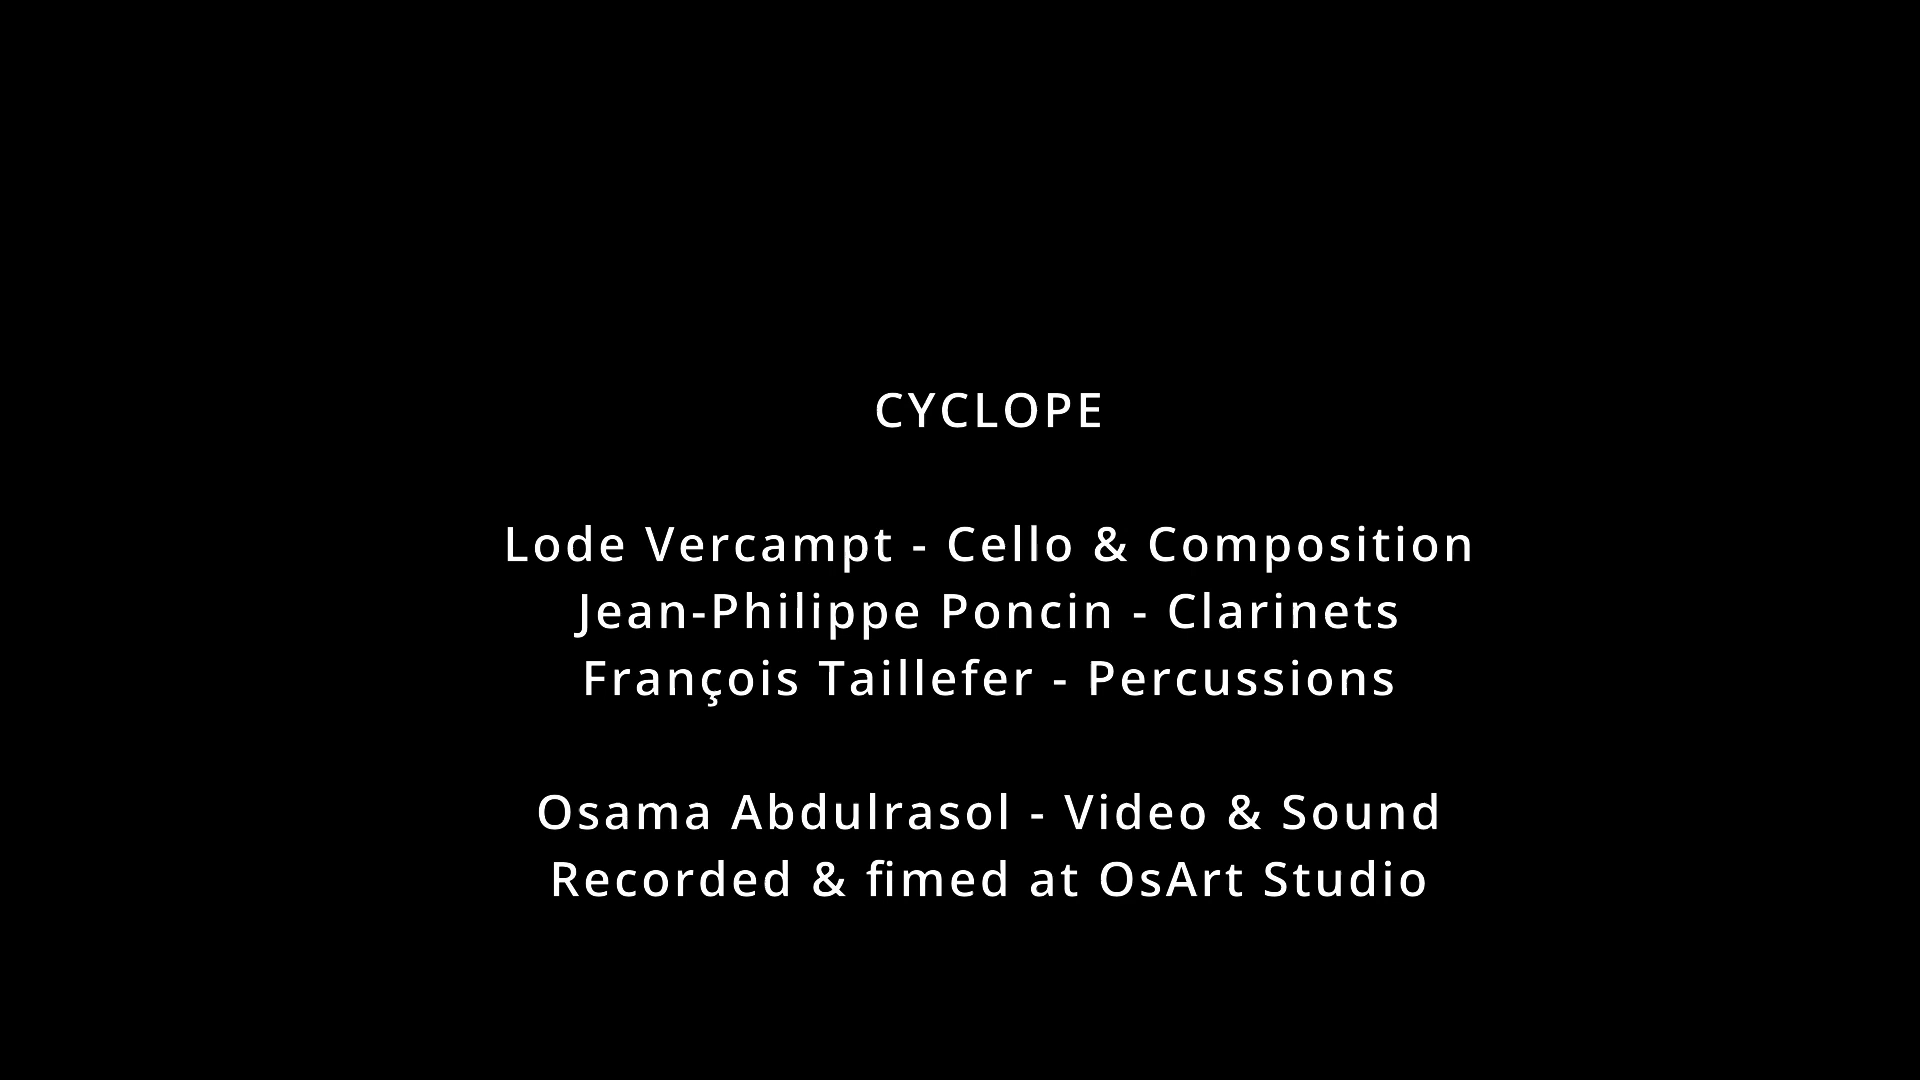 CYCLOPE
Lode Vercampt - Cello & Composition
Jean-Philippe Poncin - Clarinets
François Taillefer - Percussions
Osama Abdulrasol - Video & Sound
Recorded & fimed at OsArt Studio